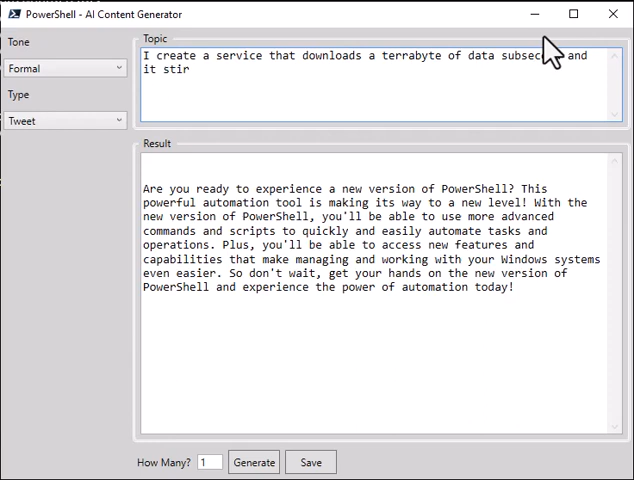 PowerShell - AI Content Generator
Tone
Formal
Type
Tweet
Topic
I create a service that downloads a terrabyte of data and
it stir
Result
Are you ready to experience a new version of PowerShell? This
powerful automation tool is making its way to a new level! With the
new version of PowerShell, you'll be able to use more advanced
commands and scripts to quickly and easily automate tasks and
operations. Plus, you'll be able to access new features and
capabilities that make managing and working with your Windows systems
even easier. So don't wait, get your hands on the new version of
PowerShell and experience the power of automation today!
How Many? 1 Generate Save